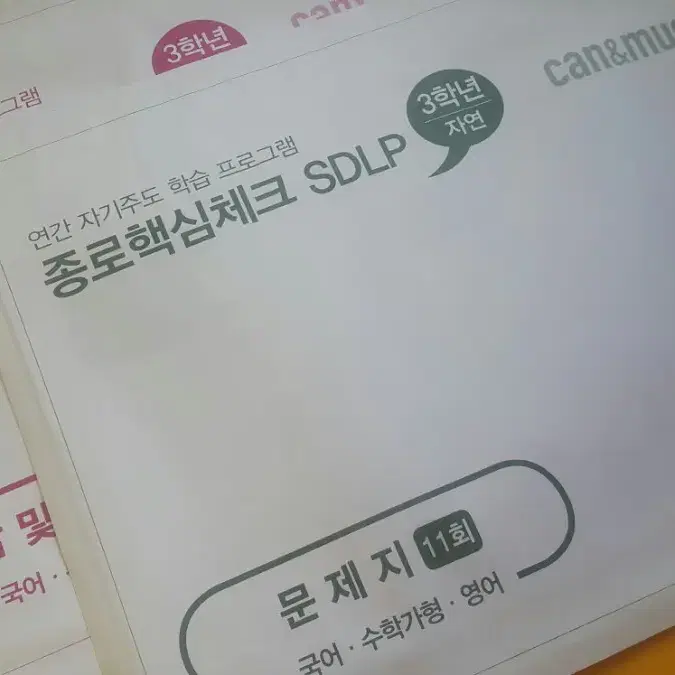 3학년
그램
can&mu
3학년
자연
연간 자기주도 학습 프로그램
종로핵심체크 SDLP
문제지 11회
국어·수학가형·영어
및
국어·